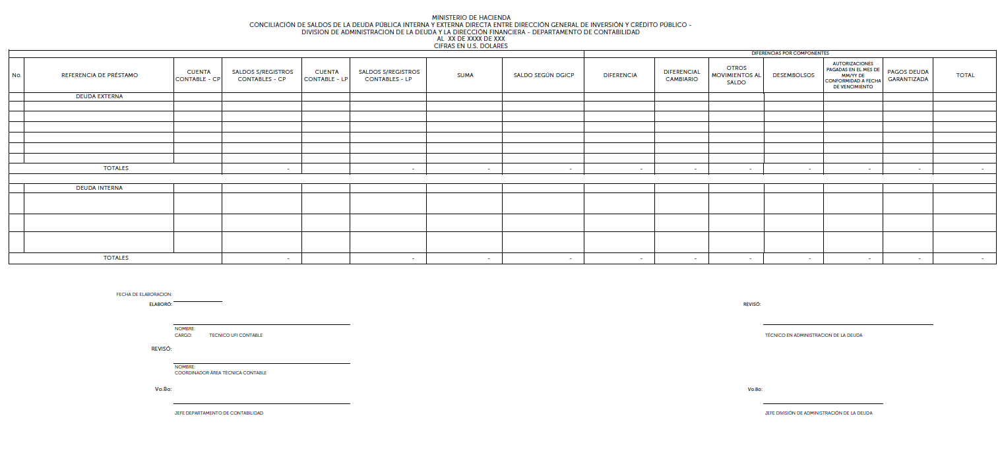 MINISTERIO DE HACIENDA
CONCILIACIÓN DE SALDOS DE LA DEUDA PÚBLICA INTERNA Y EXTERNA DIRECTA ENTRE DIRECCIÓN GENERAL DE INVERSIÓN Y CRÉDITO PÚBLICO -
DIVISION DE ADMINISTRACION DE LA DEUDA Y LA DIRECCIÓN FINANCIERA - DEPARTAMENTO DE CONTABILIDAD
AL XX DE XXXX DE XXX
CIFRAS EN U.S. DOLARES
DIFERENCIAS POR COMPONENTES
No.
REFERENCIA DE PRÉSTAMO
CUENTA
CONTABLE - CP
SALDOS S/REGISTROS
CONTABLES - CP
CUENTA
CONTABLE - LP
SALDOS S/REGISTROS
CONTABLES - LP
SUMA
SALDO SEGÚN DGICP
DIFERENCIA
DIFERENCIAL
CAMBIARIO
OTROS
MOVIMIENTOS AL
SALDO
DESEMBOLSOS
AUTORIZACIONES
PAGADAS EN EL MES DE
MM/YY DE
CONFORMIDAD A FECHA
DE VENCIMIENTO
PAGOS DEUDA
GARANTIZADA
TOTAL
DEUDA EXTERNA
TOTALES - - - - - - - - - - -
DEUDA INTERNA
TOTALES - - - - - - - - - - -
FECHA DE ELABORACION:
ELABORÓ:
REVISÓ:
NOMBRE:
CARGO: TECNICO UFI CONTABLE
TÉCNICO EN ADMINISTRACION DE LA DEUDA
REVISÓ:
NOMBRE:
COORDINADOR ÁREA TÉCNICA CONTABLE
Vo.Bo:
Vo.Bo:
JEFE DEPARTAMENTO DE CONTABILIDAD
JEFE DIVISIÓN DE ADMINISTRACIÓN DE LA DEUDA